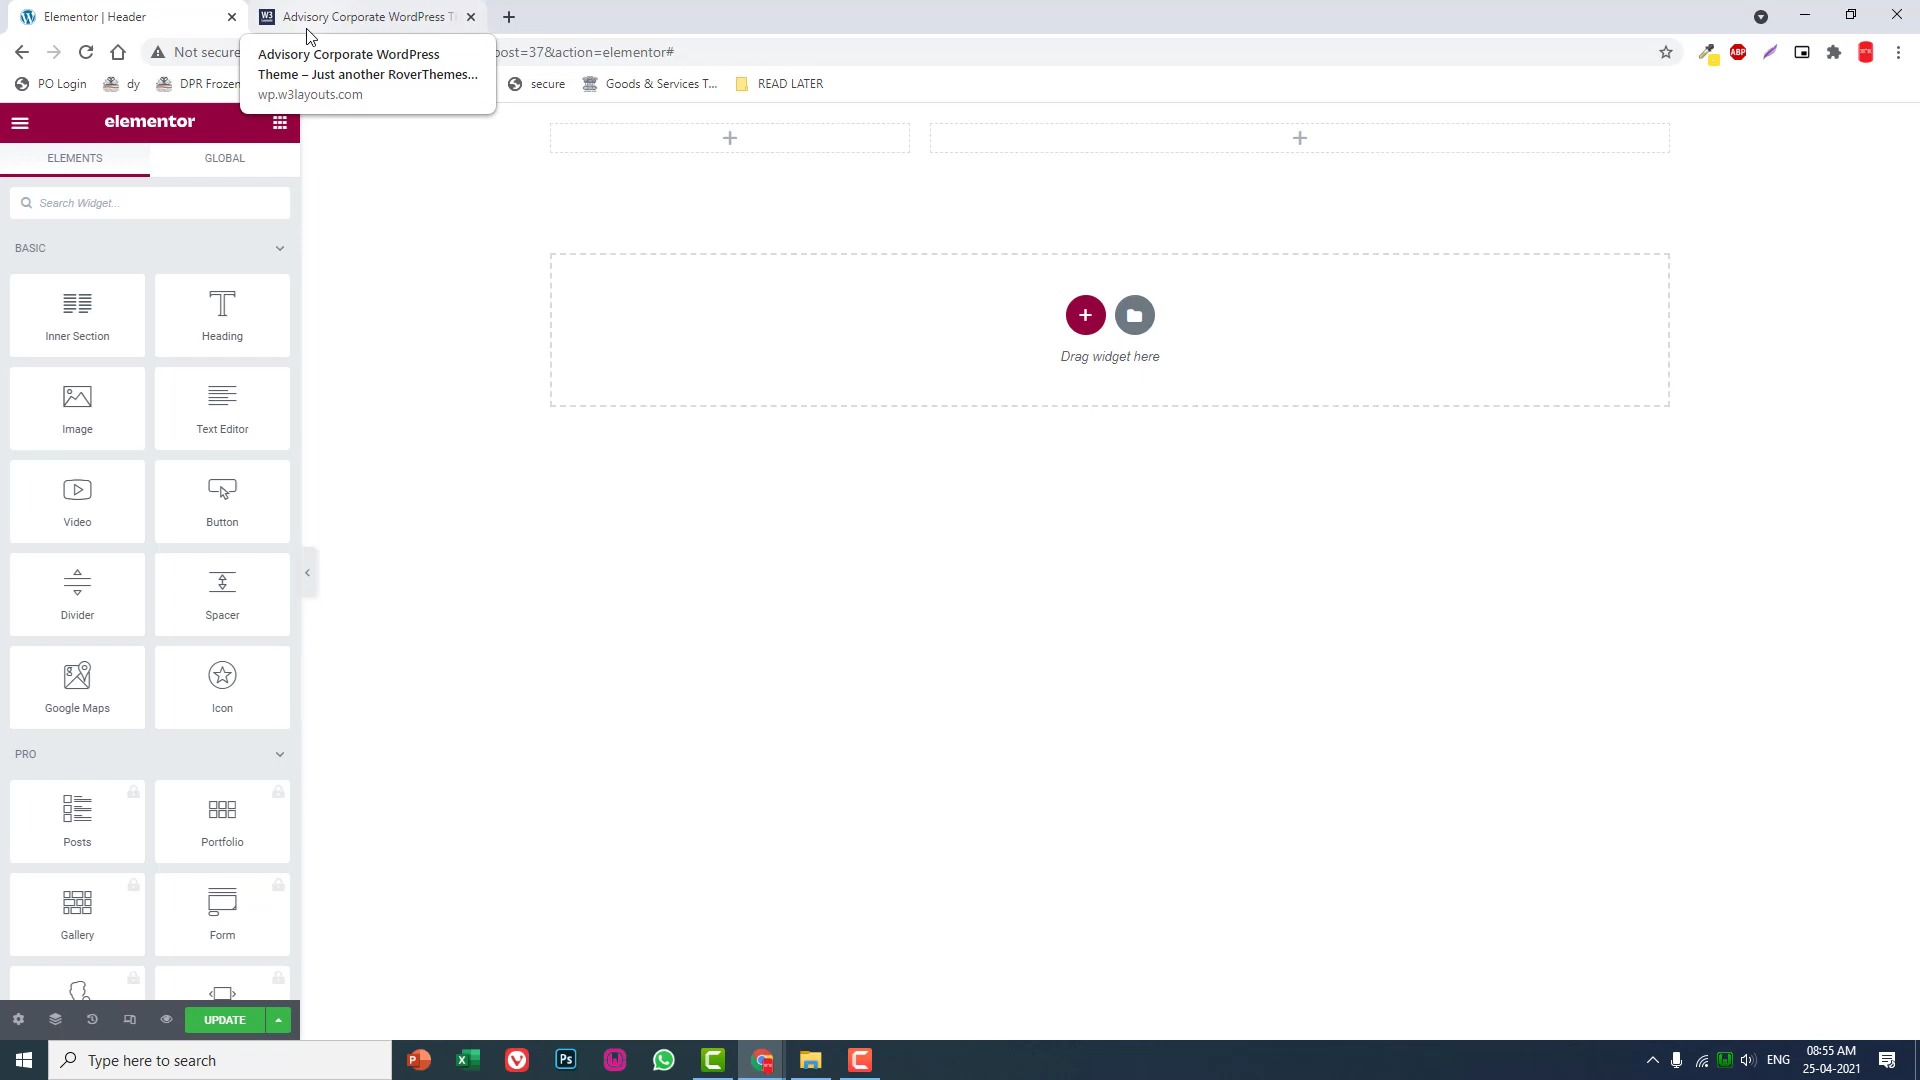 Elementor | Header
Advisory Corporate WordPress T
Not secure
post=37&action=elementor#
Advisory Corporate WordPress
Theme – Just another RoverThemes...
wp.w3layouts.com
PO Login
dy
DPR Frozen
secure
Goods & Services T...
READ LATER
elementor
ELEMENTS
GLOBAL
Search Widget...
BASIC
Inner Section
Heading
Image
Text Editor
Video
Button
Divider
Spacer
Google Maps
Icon
PRO
Posts
Portfolio
Gallery
Form
UPDATE
Drag widget here
Type here to search
ENG
08:55 AM
25-04-2021